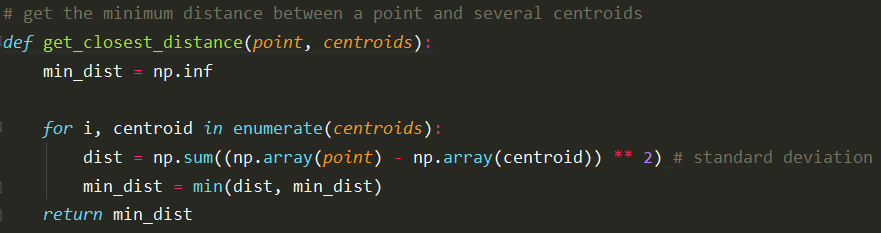 # get the minimum distance between a point and several centroids
def get_closest_distance(point, centroids):
    min_dist = np.inf

    for i, centroid in enumerate(centroids):
        dist = np.sum((np.array(point) - np.array(centroid)) ** 2) # standard deviation
        min_dist = min(dist, min_dist)
    return min_dist